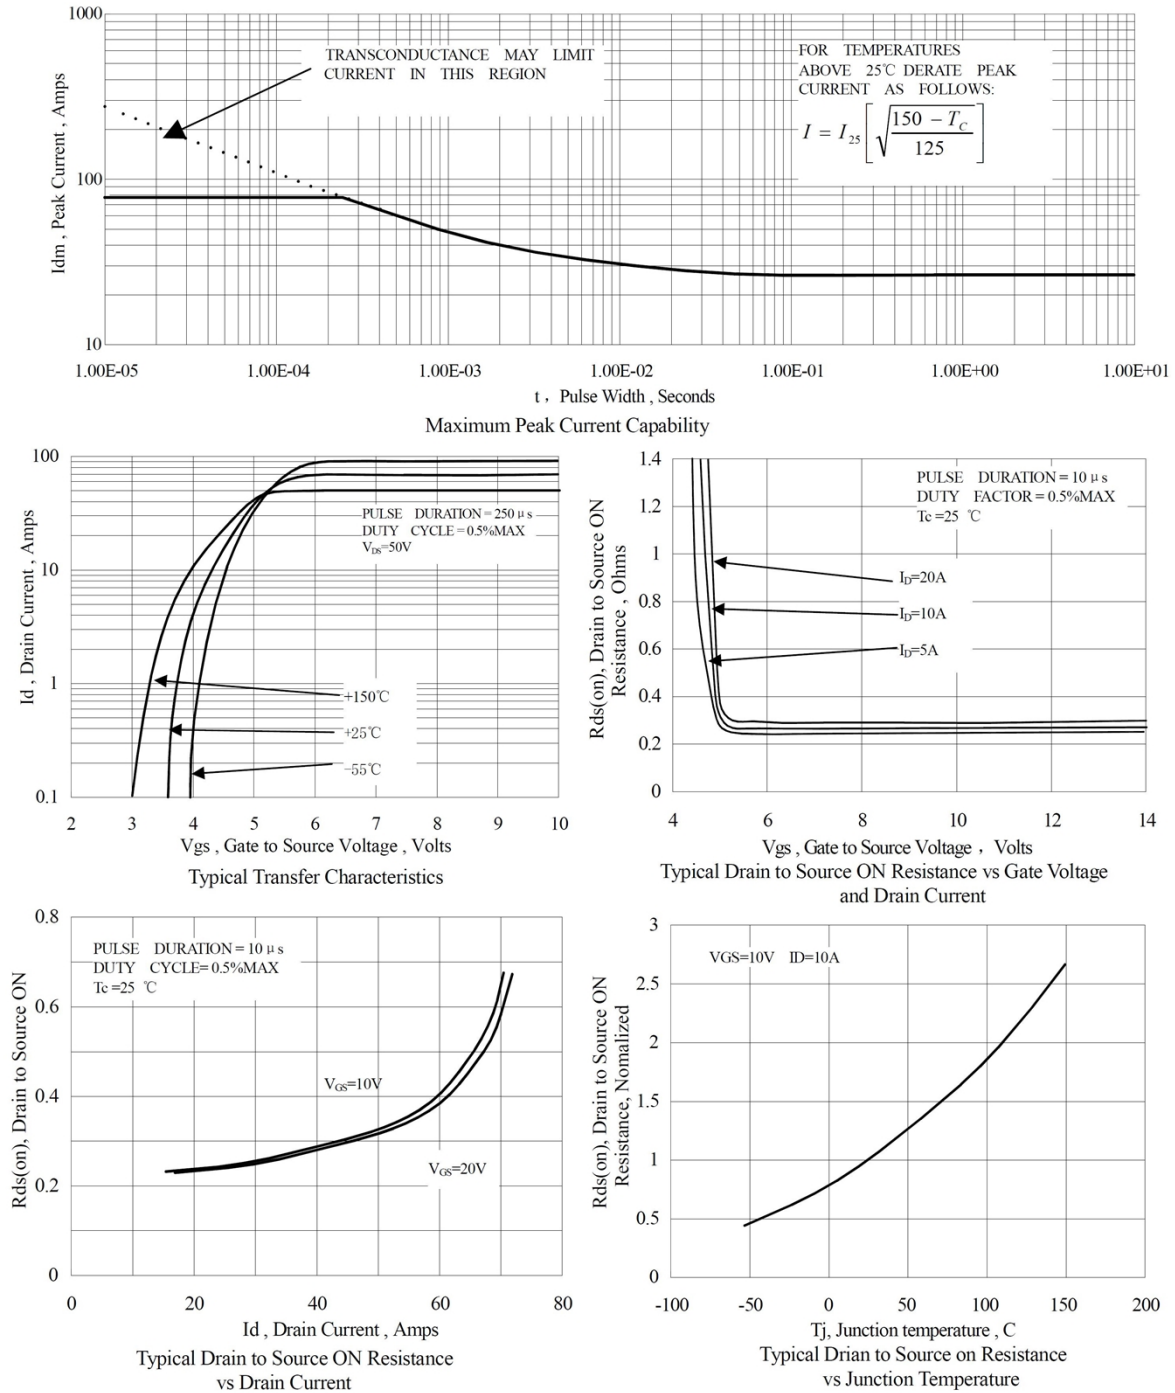 1000
100
10
Idm , Peak Current , Amps
TRANSCONDUCTANCE MAY LIMIT
CURRENT IN THIS REGION
FOR TEMPERATURES
ABOVE 25℃ DERATE PEAK
CURRENT AS FOLLOWS:
I = I25[√((150 − TC)/125)]
1.00E-05 1.00E-04 1.00E-03 1.00E-02 1.00E-01 1.00E+00 1.00E+01
t , Pulse Width , Seconds
Maximum Peak Current Capability
100
10
1
0.1
Id , Drain Current , Amps
PULSE DURATION = 250 μs
DUTY CYCLE = 0.5%MAX
VDS=50V
+150℃
+25℃
-55℃
2 3 4 5 6 7 8 9 10
Vgs , Gate to Source Voltage , Volts
Typical Transfer Characteristics
1.4
1.2
1
0.8
0.6
0.4
0.2
0
Rds(on), Drain to Source ON
Resistance , Ohms
PULSE DURATION = 10 μs
DUTY FACTOR = 0.5%MAX
Tc =25 ℃
ID=20A
ID=10A
ID=5A
4 6 8 10 12 14
Vgs , Gate to Source Voltage , Volts
Typical Drain to Source ON Resistance vs Gate Voltage
and Drain Current
0.8
0.6
0.4
0.2
0
Rds(on), Drain to Source ON
PULSE DURATION = 10 μs
DUTY CYCLE= 0.5%MAX
Tc =25 ℃
VGS=10V
VGS=20V
0 20 40 60 80
Id , Drain Current , Amps
Typical Drain to Source ON Resistance
vs Drain Current
3
2.5
2
1.5
1
0.5
0
Rds(on), Drain to Source ON
Resistance, Nomalized
VGS=10V ID=10A
-100 -50 0 50 100 150 200
Tj, Junction temperature , C
Typical Drian to Source on Resistance
vs Junction Temperature